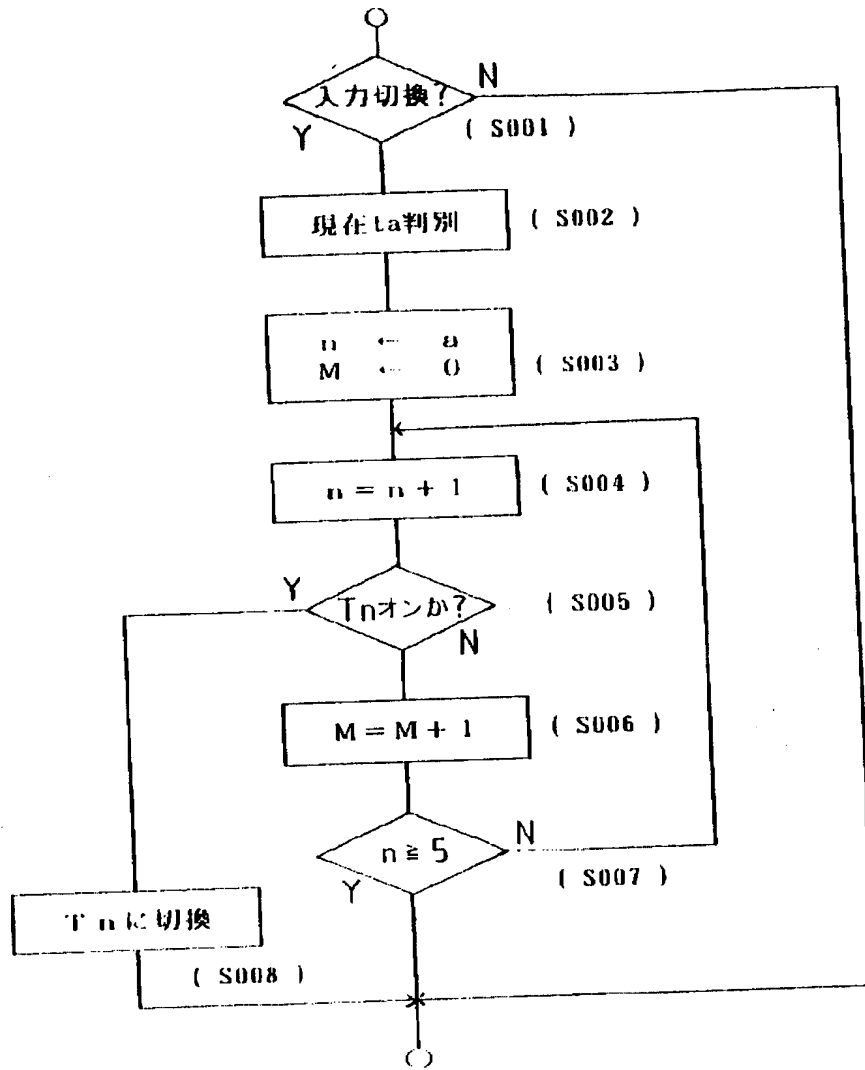 入力切換?
N
Y
( S001 )
現在ta判別
( S002 )
n ← a
M ← 0
( S003 )
n = n + 1
( S004 )
Y
Tnオンか?
( S005 )
N
M = M + 1
( S006 )
n ≧ 5
N
Y
( S007 )
Tnに切換
( S008 )